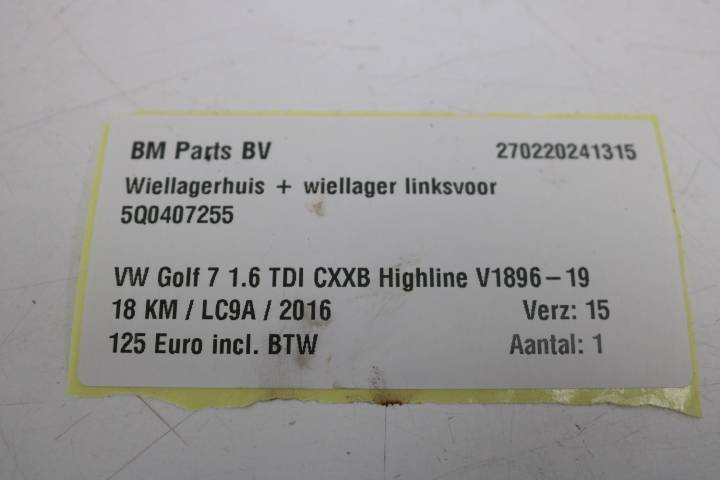 BM Parts BV 270220241315
Wiellagerhuis + wiellager linksvoor
5Q0407255
VW Golf 7 1.6 TDI CXXB Highline V1896-19
18 KM / LC9A / 2016 Verz: 15
125 Euro incl. BTW Aantal: 1